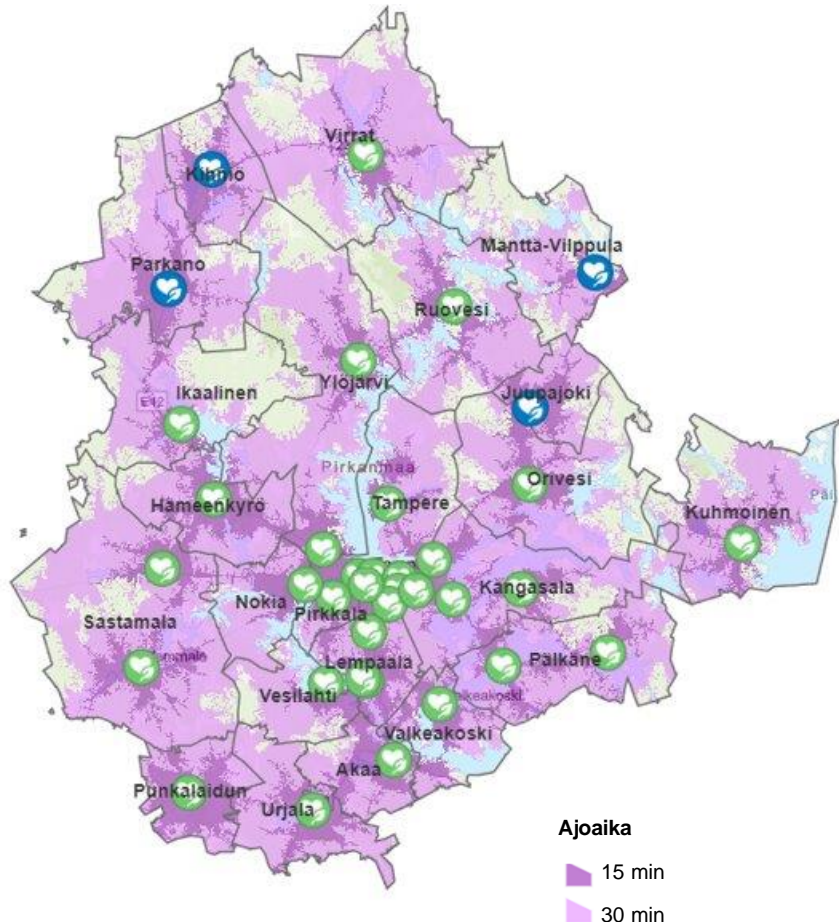 Virrat
Kihniö
Mänttä-Vilppula
Parkano
Ruovesi
Ylöjärvi
Ikaalinen
Juupajoki
E12
Pirkanmaa
Hämeenkyrö
Tampere
Orivesi
Kuhmoinen
Nokia
Pirkkala
Kangasala
Sastamala
Lempäälä
Pälkäne
Vesilahti
Valkeakoski
Akaa
Punkalaidun
Urjala
Ajoaika
15 min
30 min